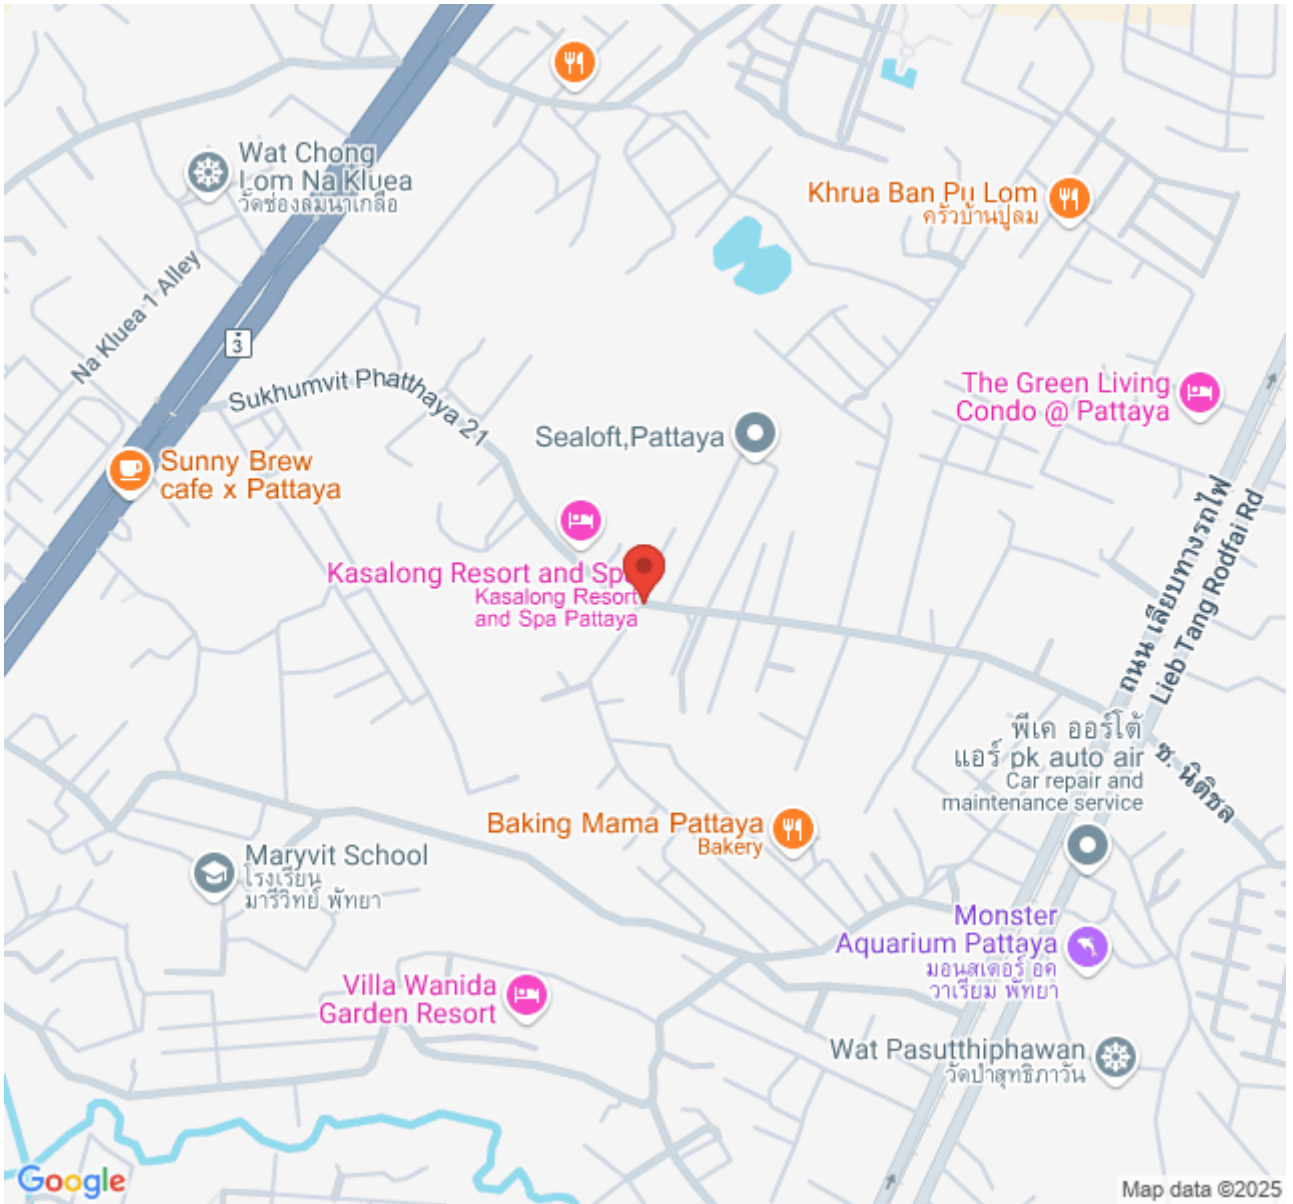 Wat Chong
Lom Na Kluea
วัดช่องลมนาเกลือ
Khrua Ban Pu Lom
ครัวบ้านปูลม
Na Kluea 1 Alley
3
Sukhumvit Phatthaya 21
The Green Living
Condo @ Pattaya
Sealoft,Pattaya
Sunny Brew
cafe x Pattaya
ถนน เลียบทางรถไฟ
Lieb Tang Rodfai Rd
Kasalong Resort and Spa
Kasalong Resort
and Spa Pattaya
พีเค ออร์โต้
แอร์ pk auto air
Car repair and
maintenance service
ซ. นิติชล
Baking Mama Pattaya
Bakery
Maryvit School
โรงเรียน
มารีวิทย์ พัทยา
Monster
Aquarium Pattaya
มอนสเตอร์ อค
วาเรียม พัทยา
Villa Wanida
Garden Resort
Wat Pasutthiphawan
วัดป่าสุทธิภาวัน
Google
Map data ©2025